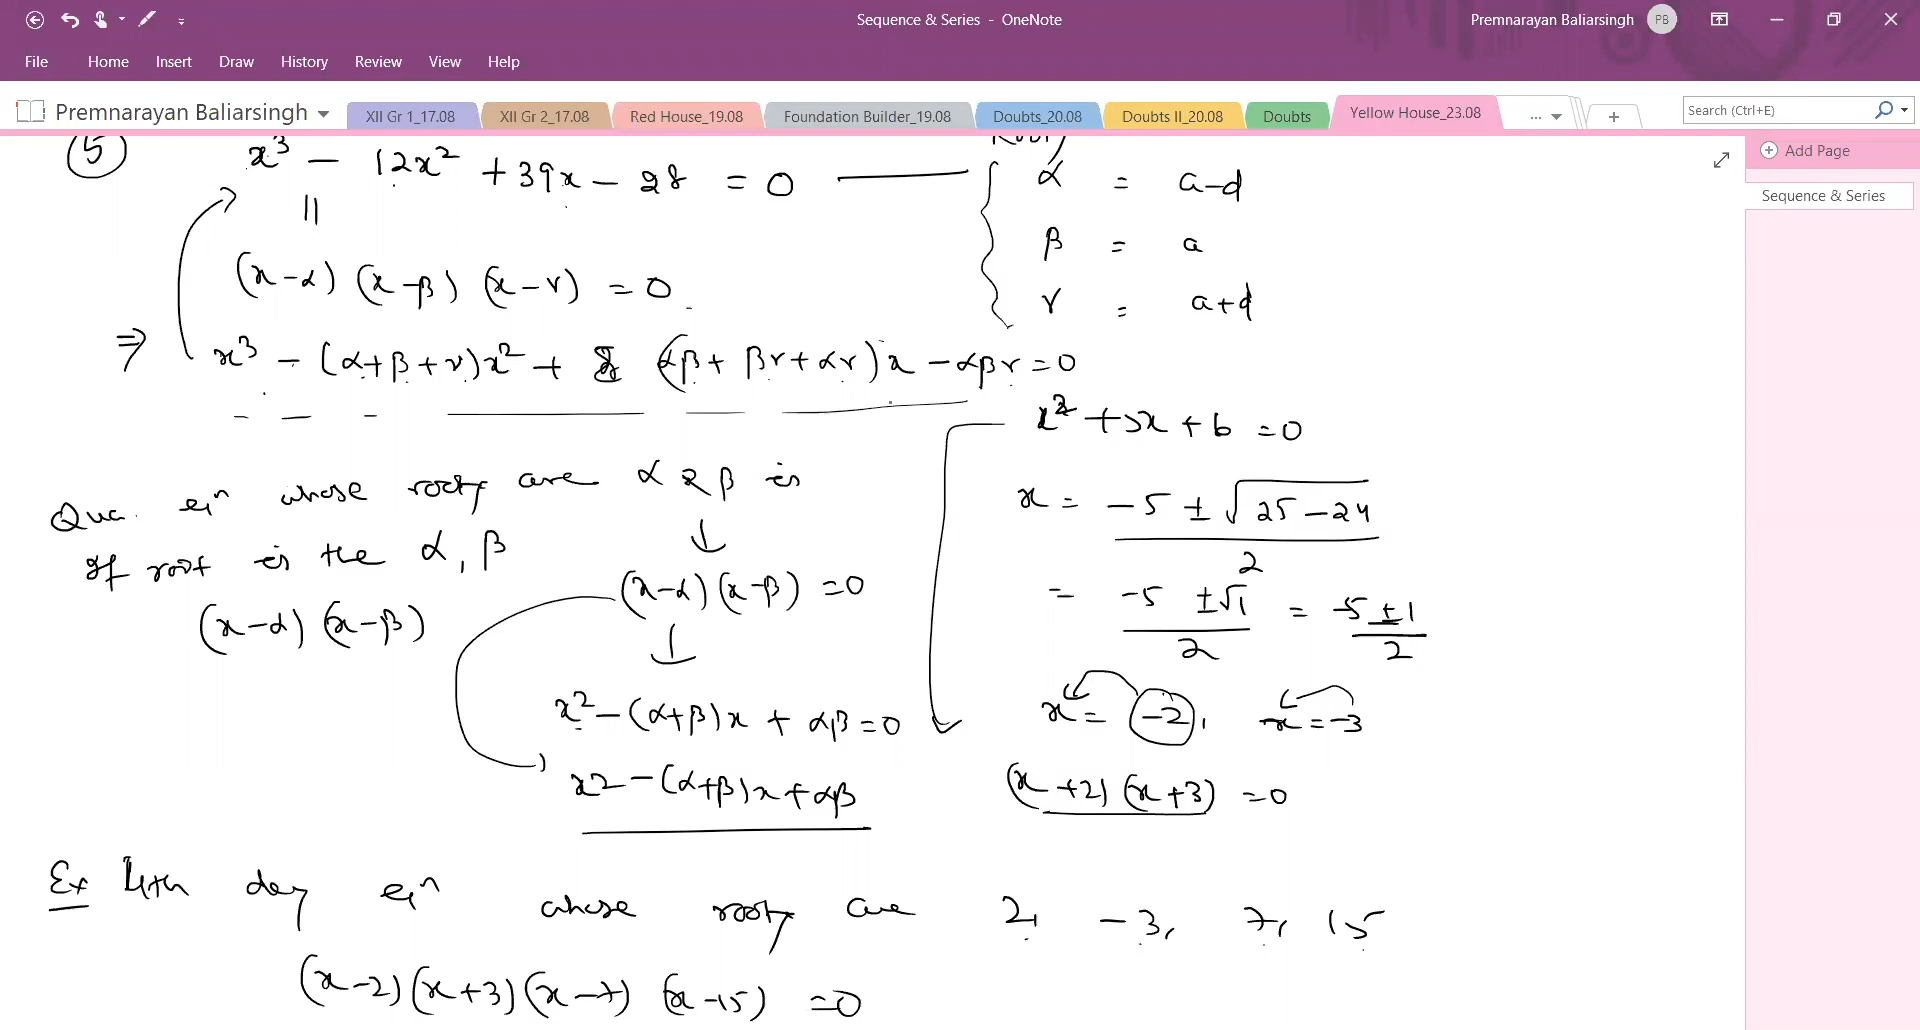 Sequence & Series - OneNote
Premnarayan Baliarsingh PB
File Home Insert Draw History Review View Help
Premnarayan Baliarsingh
XII Gr 1_17.08 XII Gr 2_17.08 Red House_19.08 Foundation Builder_19.08 Doubts_20.08 Doubts II_20.08 Doubts Yellow House_23.08 ... +
Search (Ctrl+E)
Add Page
Sequence & Series
(5) x³ - 12x² + 39x - 28 = 0
α = a-d
β = a
γ = a+d
(x-α) (x-β) (x-γ) = 0
⇒ x³ - (α+β+γ)x² + (αβ + βγ + αγ)x - αβγ = 0
x² + 5x + 6 = 0
x = -5 ± √25-24 / 2
= -5 ± √1 / 2 = -5 ± 1 / 2
x = -2, x = -3
(x+2) (x+3) = 0
Qua. eqⁿ whose roots are α & β is
If root is the α, β
(x-α) (x-β)
(x-α) (x-β) = 0
x² - (α+β)x + αβ = 0
x2 - (α+β)x + αβ
Ex 4th deg eqⁿ whose roots are 2, -3, 7, 15
(x-2) (x+3) (x-7) (x-15) = 0